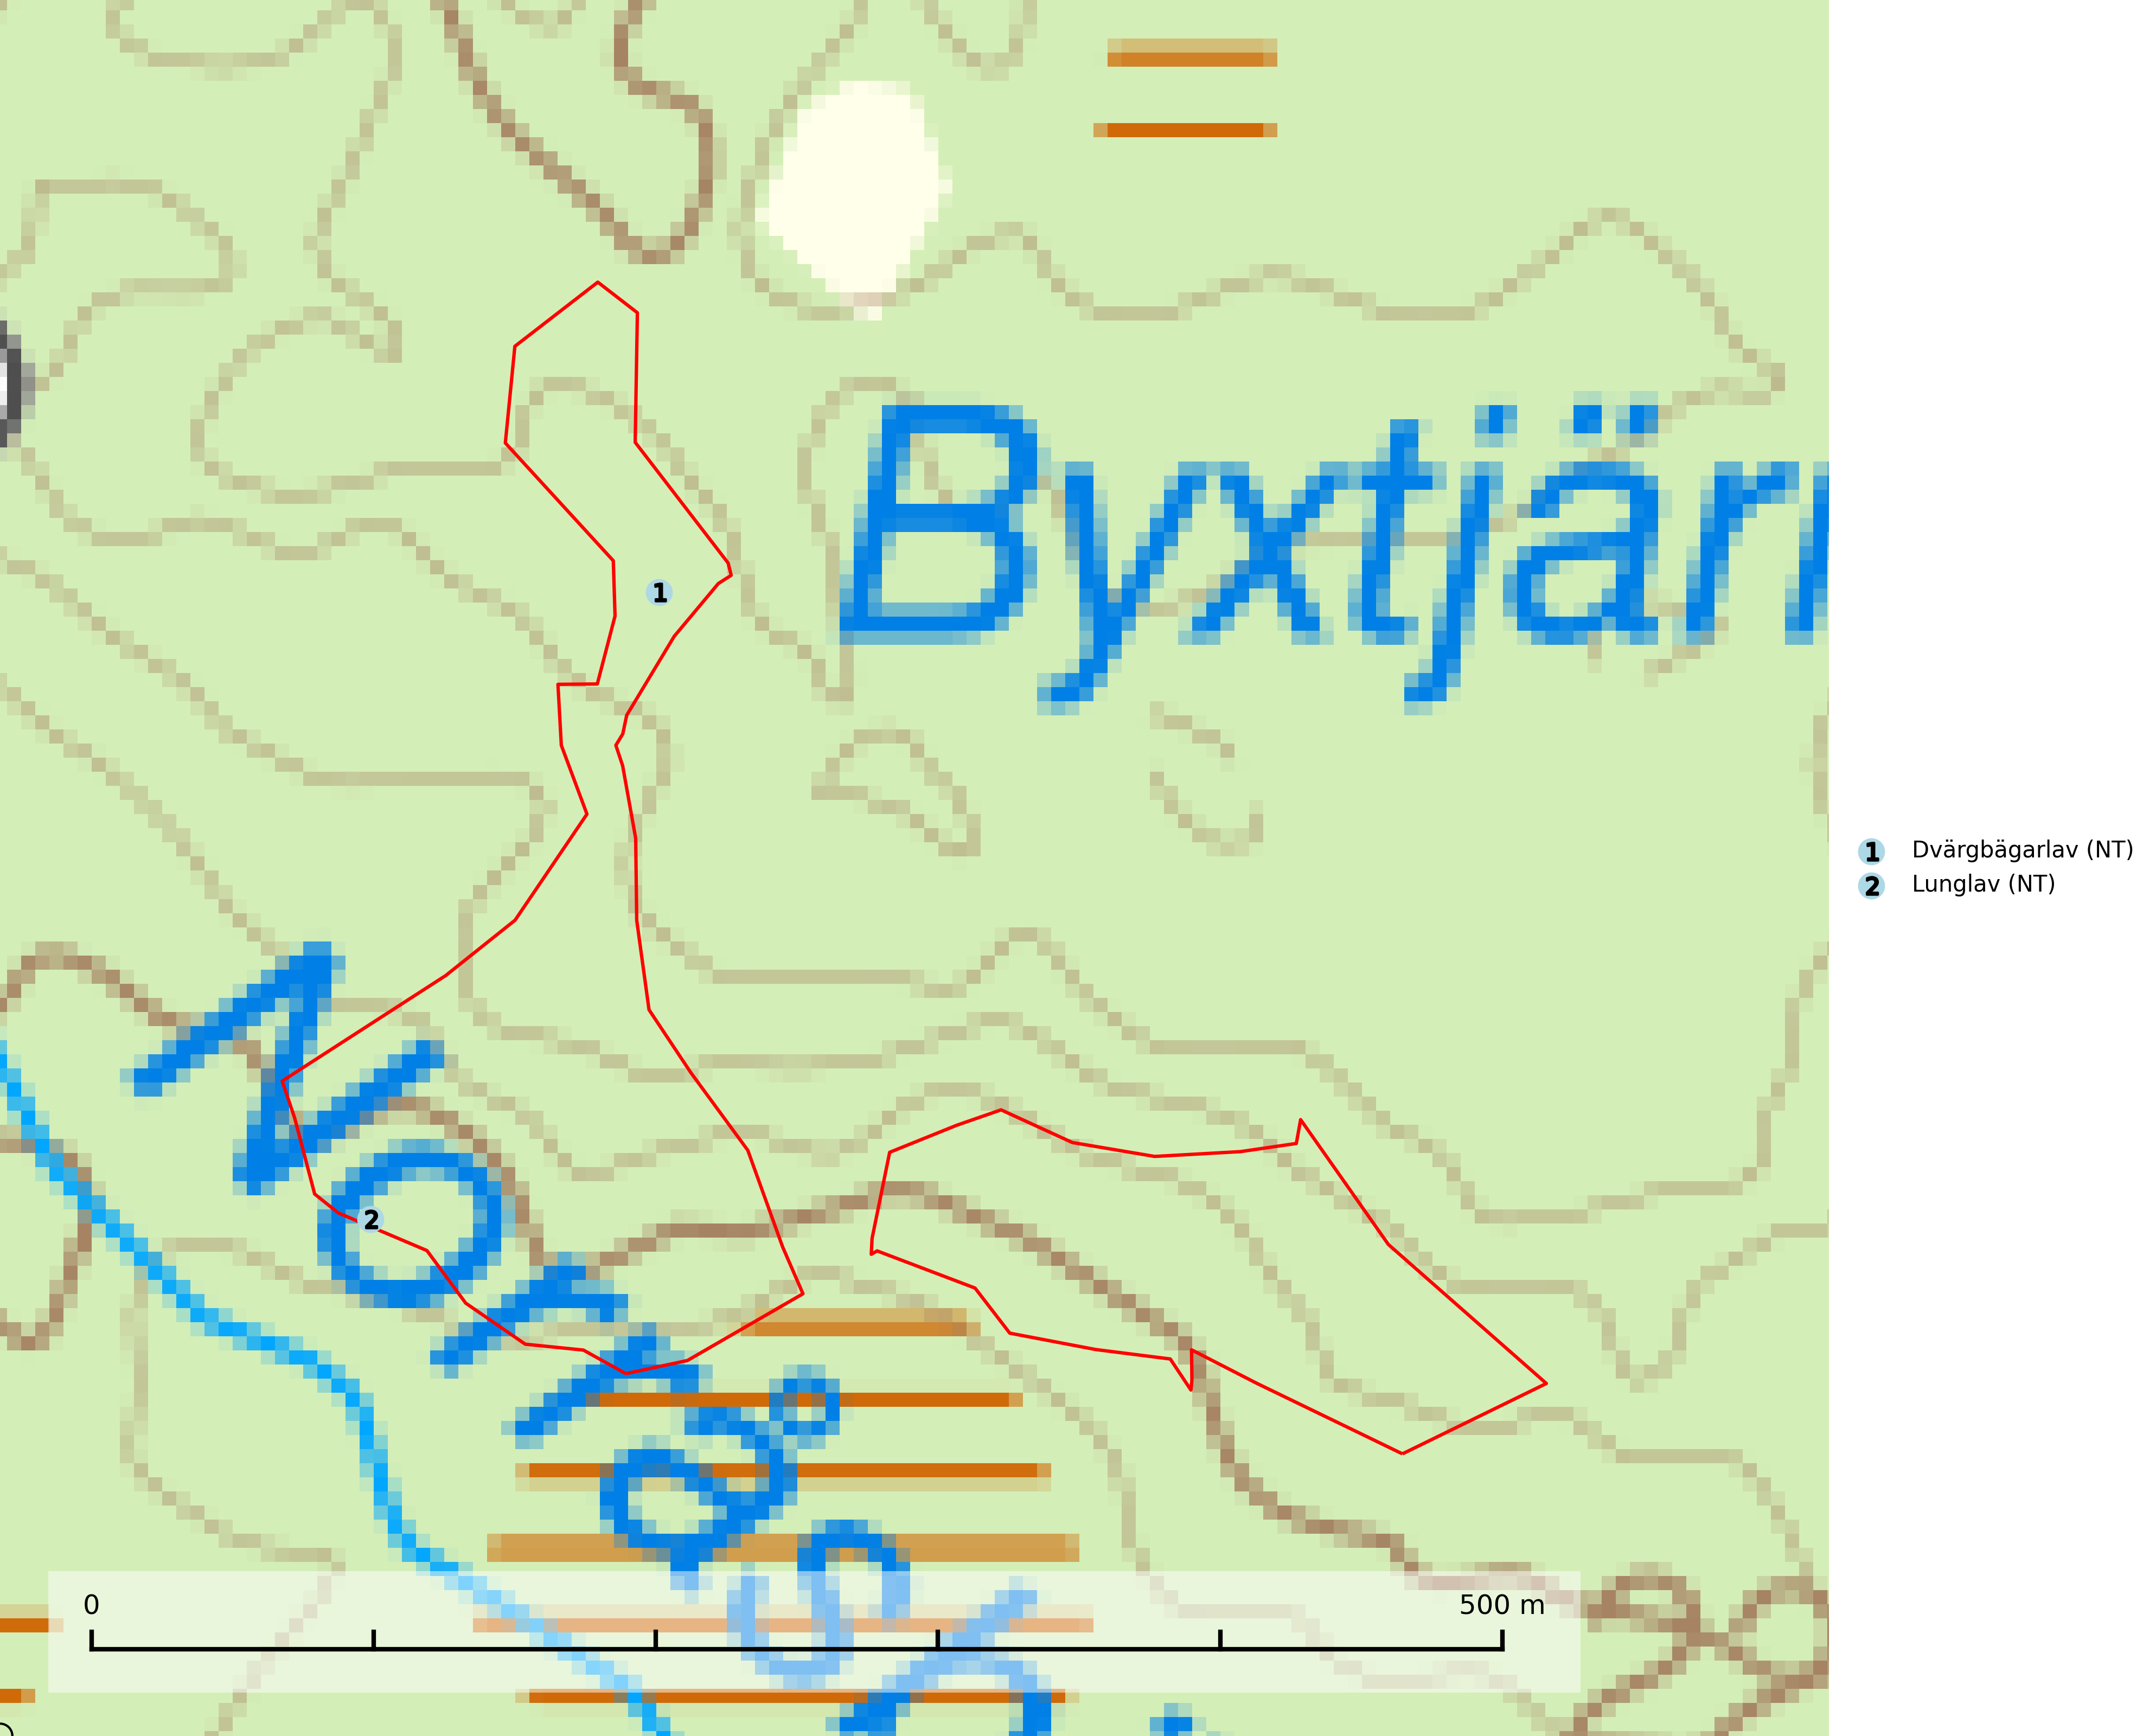 Byxtjärn
1
2
1 Dvärgbägarlav (NT)
2 Lunglav (NT)
0 500 m